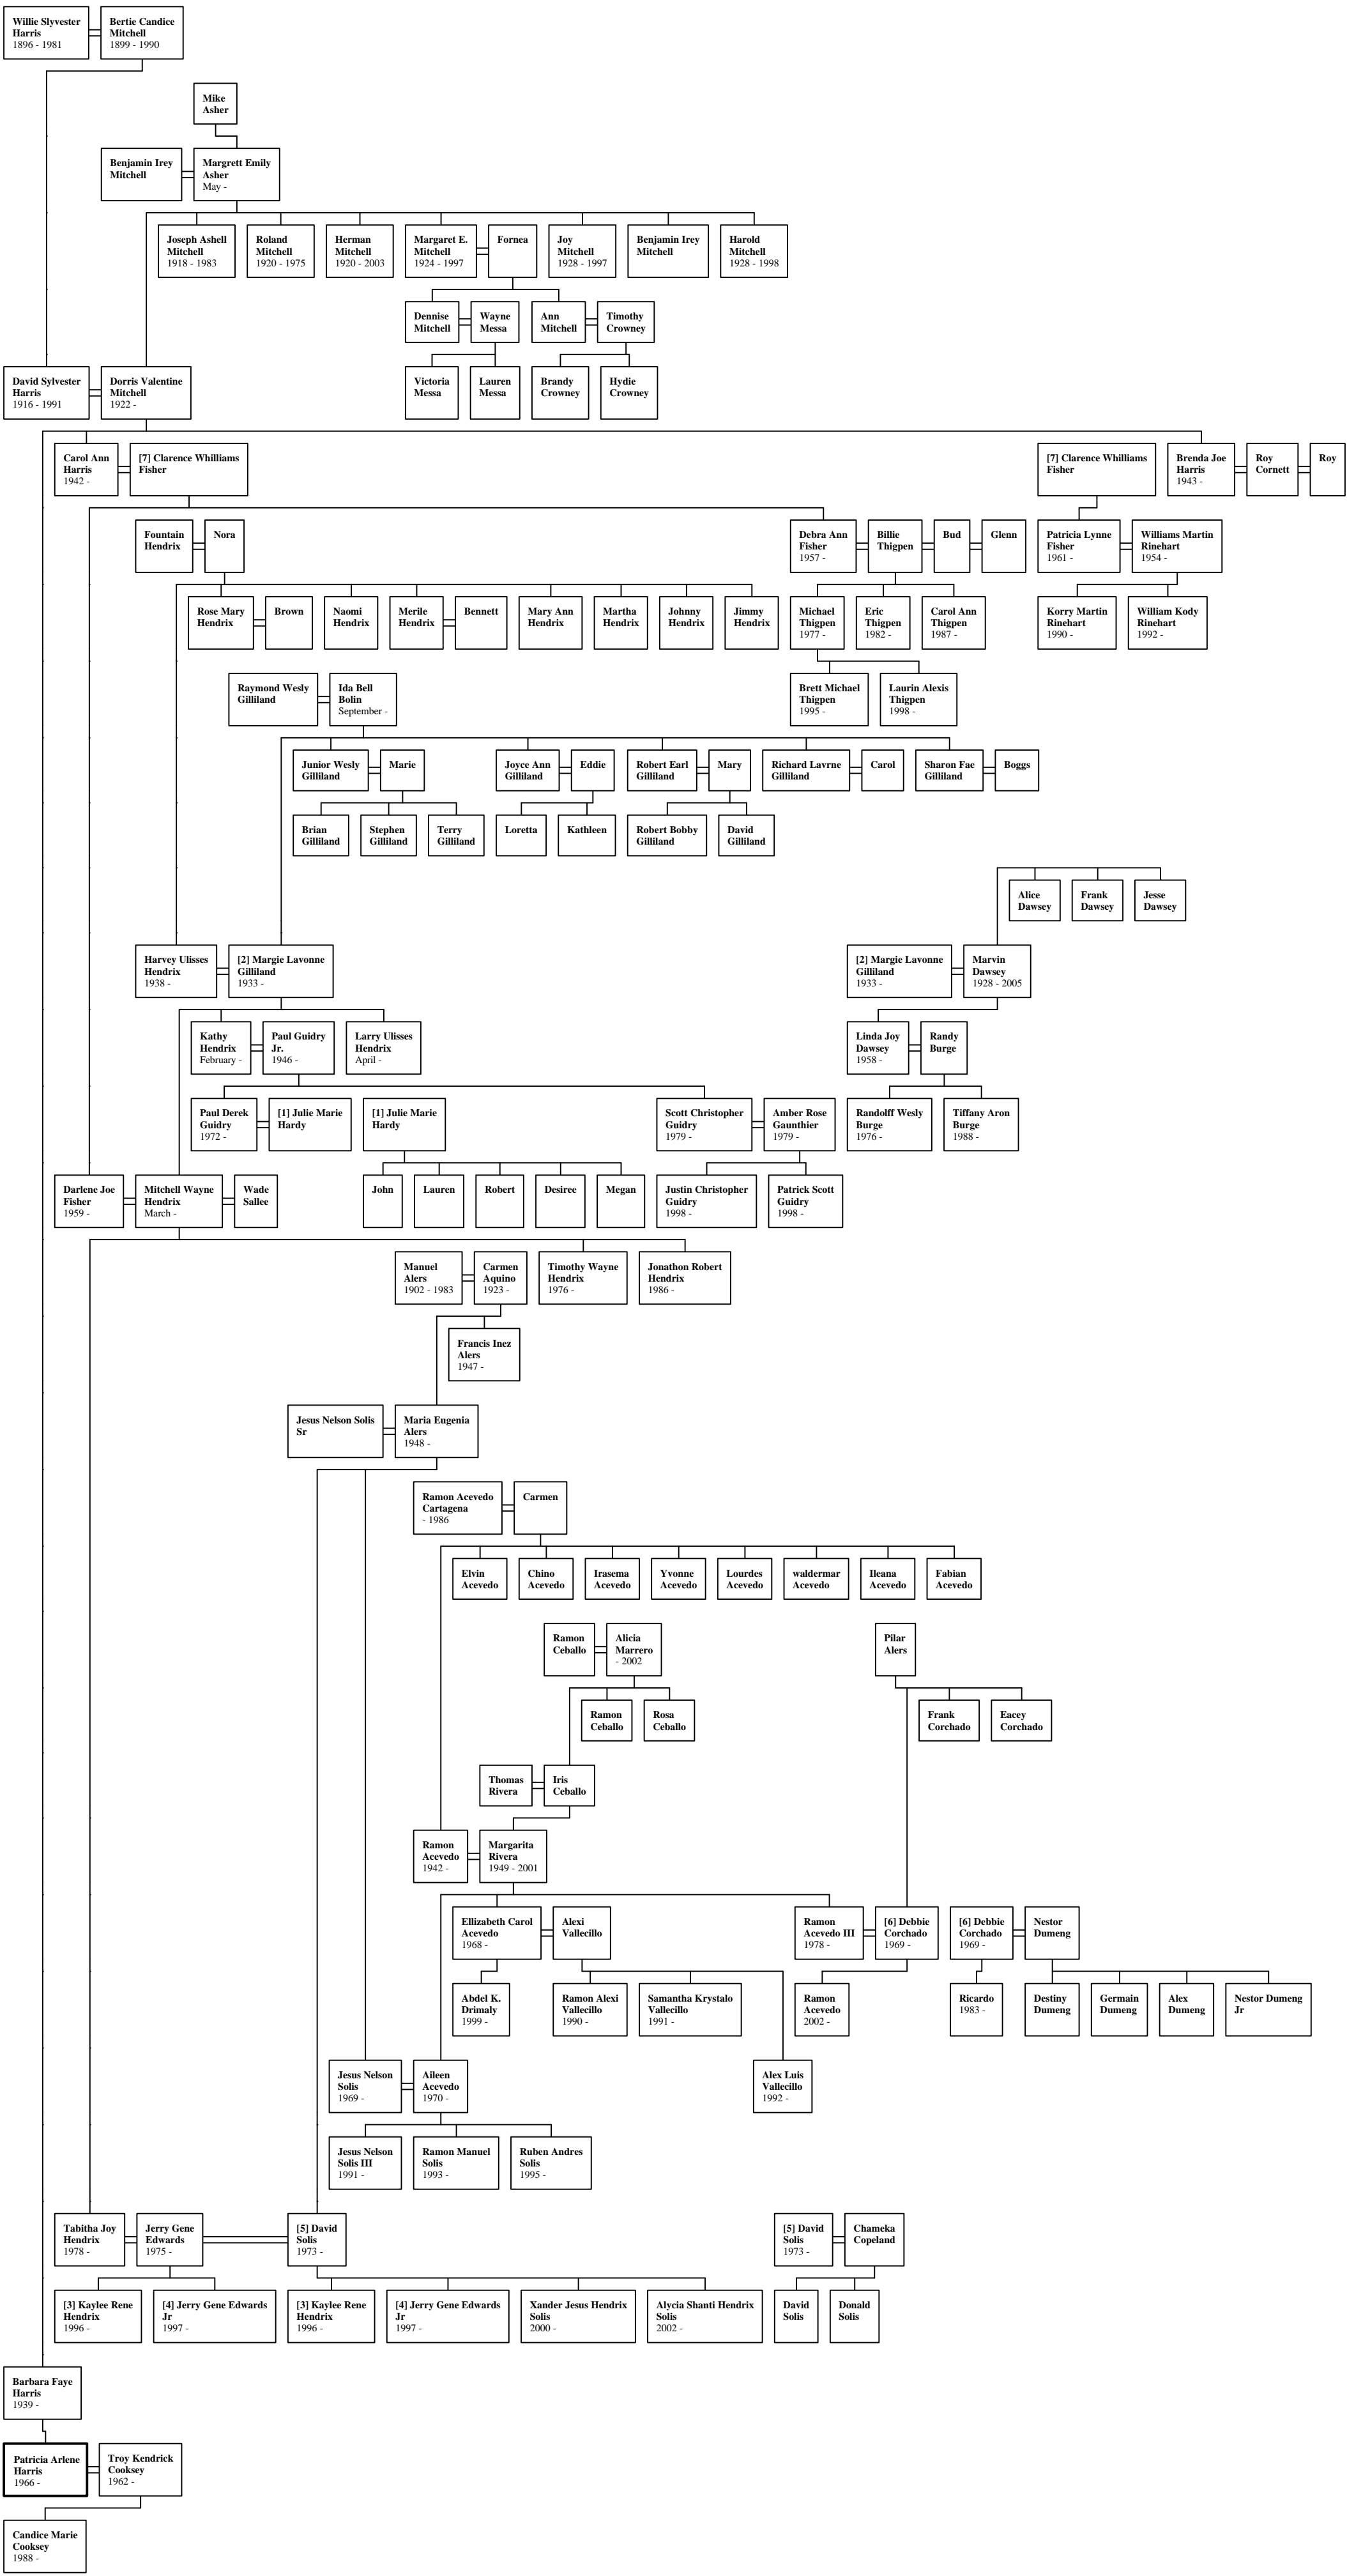 Willie Slyvester
Harris
1896 - 1981
Bertie Candice
Mitchell
1899 - 1990
Mike
Asher
Benjamin Irey
Mitchell
Margrett Emily
Asher
May -
Joseph Ashell
Mitchell
1918 - 1983
Roland
Mitchell
1920 - 1975
Herman
Mitchell
1920 - 2003
Margaret E.
Mitchell
1924 - 1997
Fornea
Joy
Mitchell
1928 - 1997
Benjamin Irey
Mitchell
Harold
Mitchell
1928 - 1998
Dennise
Mitchell
Wayne
Messa
Ann
Mitchell
Timothy
Crowney
David Sylvester
Harris
1916 - 1991
Dorris Valentine
Mitchell
1922 -
Victoria
Messa
Lauren
Messa
Brandy
Crowney
Hydie
Crowney
Carol Ann
Harris
1942 -
[7] Clarence Whilliams
Fisher
[7] Clarence Whilliams
Fisher
Brenda Joe
Harris
1943 -
Roy
Cornett
Roy
Fountain
Hendrix
Nora
Debra Ann
Fisher
1957 -
Billie
Thigpen
Bud
Glenn
Patricia Lynne
Fisher
1961 -
Williams Martin
Rinehart
1954 -
Rose Mary
Hendrix
Brown
Naomi
Hendrix
Merile
Hendrix
Bennett
Mary Ann
Hendrix
Martha
Hendrix
Johnny
Hendrix
Jimmy
Hendrix
Michael
Thigpen
1977 -
Eric
Thigpen
1982 -
Carol Ann
Thigpen
1987 -
Korry Martin
Rinehart
1990 -
William Kody
Rinehart
1992 -
Raymond Wesly
Gilliland
Ida Bell
Bolin
September -
Brett Michael
Thigpen
1995 -
Laurin Alexis
Thigpen
1998 -
Junior Wesly
Gilliland
Marie
Joyce Ann
Gilliland
Eddie
Robert Earl
Gilliland
Mary
Richard Lavrne
Gilliland
Carol
Sharon Fae
Gilliland
Boggs
Brian
Gilliland
Stephen
Gilliland
Terry
Gilliland
Loretta
Kathleen
Robert Bobby
Gilliland
David
Gilliland
Alice
Dawsey
Frank
Dawsey
Jesse
Dawsey
Harvey Ulisses
Hendrix
1938 -
[2] Margie Lavonne
Gilliland
1933 -
[2] Margie Lavonne
Gilliland
1933 -
Marvin
Dawsey
1928 - 2005
Kathy
Hendrix
February -
Paul Guidry
Jr.
1946 -
Larry Ulisses
Hendrix
April -
Linda Joy
Dawsey
1958 -
Randy
Burge
Paul Derek
Guidry
1972 -
[1] Julie Marie
Hardy
[1] Julie Marie
Hardy
Scott Christopher
Guidry
1979 -
Amber Rose
Gaunthier
1979 -
Randolff Wesly
Burge
1976 -
Tiffany Aron
Burge
1988 -
Darlene Joe
Fisher
1959 -
Mitchell Wayne
Hendrix
March -
Wade
Sallee
John
Lauren
Robert
Desiree
Megan
Justin Christopher
Guidry
1998 -
Patrick Scott
Guidry
1998 -
Manuel
Alers
1902 - 1983
Carmen
Aquino
1923 -
Timothy Wayne
Hendrix
1976 -
Jonathon Robert
Hendrix
1986 -
Francis Inez
Alers
1947 -
Jesus Nelson Solis
Sr
Maria Eugenia
Alers
1948 -
Ramon Acevedo
Cartagena
- 1986
Carmen
Elvin
Acevedo
Chino
Acevedo
Irasema
Acevedo
Yvonne
Acevedo
Lourdes
Acevedo
waldermar
Acevedo
Ileana
Acevedo
Fabian
Acevedo
Ramon
Ceballo
Alicia
Marrero
- 2002
Pilar
Alers
Ramon
Ceballo
Rosa
Ceballo
Frank
Corchado
Eacey
Corchado
Thomas
Rivera
Iris
Ceballo
Ramon
Acevedo
1942 -
Margarita
Rivera
1949 - 2001
Ellizabeth Carol
Acevedo
1968 -
Alexi
Vallecillo
Ramon
Acevedo III
1978 -
[6] Debbie
Corchado
1969 -
[6] Debbie
Corchado
1969 -
Nestor
Dumeng
Abdel K.
Drimaly
1999 -
Ramon Alexi
Vallecillo
1990 -
Samantha Krystalo
Vallecillo
1991 -
Ramon
Acevedo
2002 -
Ricardo
1983 -
Destiny
Dumeng
Germain
Dumeng
Alex
Dumeng
Nestor Dumeng
Jr
Jesus Nelson
Solis
1969 -
Aileen
Acevedo
1970 -
Alex Luis
Vallecillo
1992 -
Jesus Nelson
Solis III
1991 -
Ramon Manuel
Solis
1993 -
Ruben Andres
Solis
1995 -
Tabitha Joy
Hendrix
1978 -
Jerry Gene
Edwards
1975 -
[5] David
Solis
1973 -
[5] David
Solis
1973 -
Chameka
Copeland
[3] Kaylee Rene
Hendrix
1996 -
[4] Jerry Gene Edwards
Jr
1997 -
[3] Kaylee Rene
Hendrix
1996 -
[4] Jerry Gene Edwards
Jr
1997 -
Xander Jesus Hendrix
Solis
2000 -
Alycia Shanti Hendrix
Solis
2002 -
David
Solis
Donald
Solis
Barbara Faye
Harris
1939 -
Patricia Arlene
Harris
1966 -
Troy Kendrick
Cooksey
1962 -
Candice Marie
Cooksey
1988 -